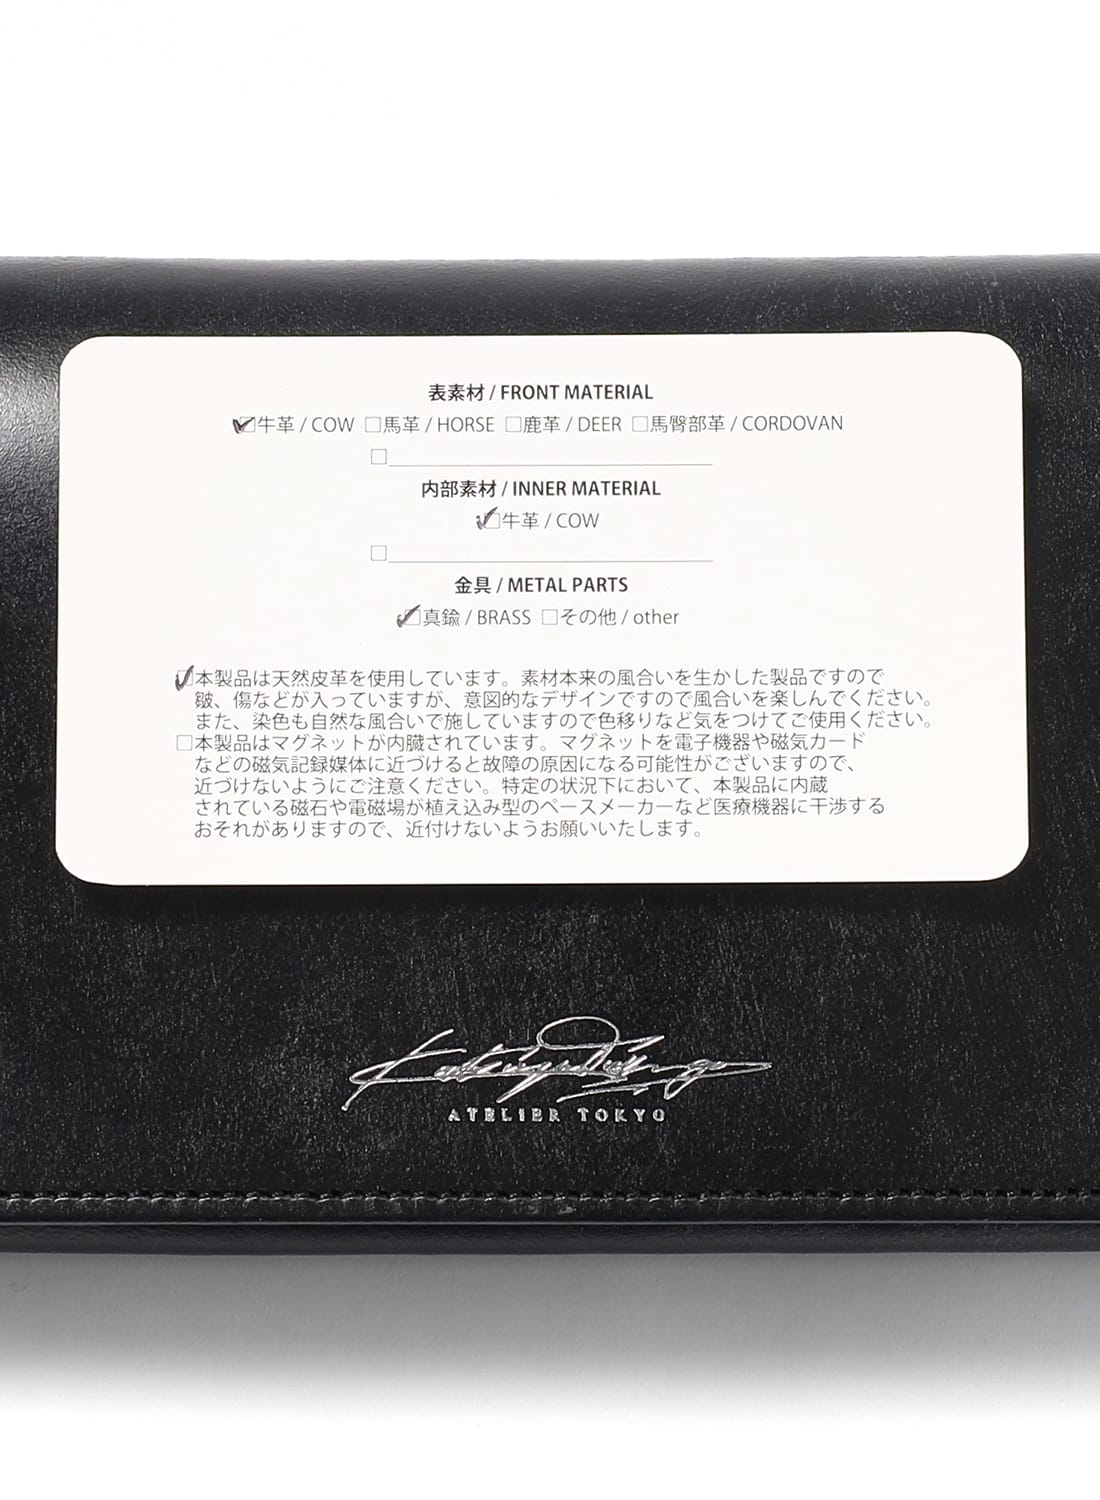 表素材 / FRONT MATERIAL
☑牛革 / COW □馬革 / HORSE □鹿革 / DEER □馬臀部革 / CORDOVAN
□
内部素材 / INNER MATERIAL
☑牛革 / COW
□
金具 / METAL PARTS
☑真鍮 / BRASS □その他 / other
☑本製品は天然皮革を使用しています。素材本来の風合いを生かした製品ですので
皺、傷などが入っていますが、意図的なデザインですので風合いを楽しんでください。
また、染色も自然な風合いで施していますので色移りなど気をつけてご使用ください。
□本製品はマグネットが内臓されています。マグネットを電子機器や磁気カード
などの磁気記録媒体に近づけると故障の原因になる可能性がございますので、
近づけないようにご注意ください。特定の状況下において、本製品に内蔵
されている磁石や電磁場が植え込み型のペースメーカーなど医療機器に干渉する
おそれがありますので、近付けないようお願いいたします。
ATELIER TOKYO